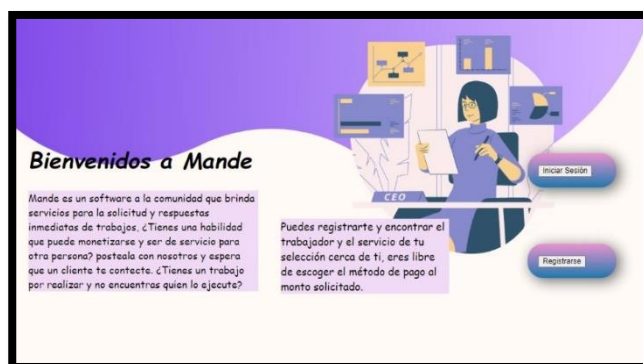 Bienvenidos a Mande
Mande es un software a la comunidad que brinda
servicios para la solicitud y respuestas
inmediatas de trabajos, ¿Tienes una habilidad
que puede monetizarse y ser de servicio para
otra persona? posteala con nosotros y espera
que un cliente te contacte. ¿Tienes un trabajo
por realizar y no encuentras quien lo ejecute?
Puedes registrarte y encontrar el
trabajador y el servicio de tu
selección cerca de ti, eres libre
de escoger el método de pago al
monto solicitado.
CEO
Iniciar Sesión
Registrarse